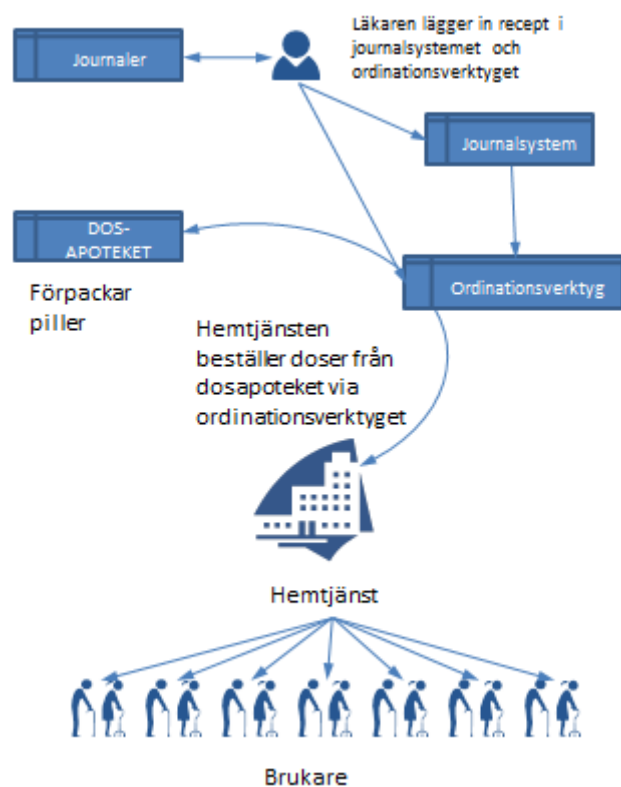 Läkaren lägger in recept i
journalsystemet och
ordinationsverktyget
Journaler
Journalsystem
DOS-
APOTEKET
Förpackar
piller
Ordinationsverktyg
Hemtjänsten
beställer doser från
dosapoteket via
ordinationsverktyget
Hemtjänst
Brukare